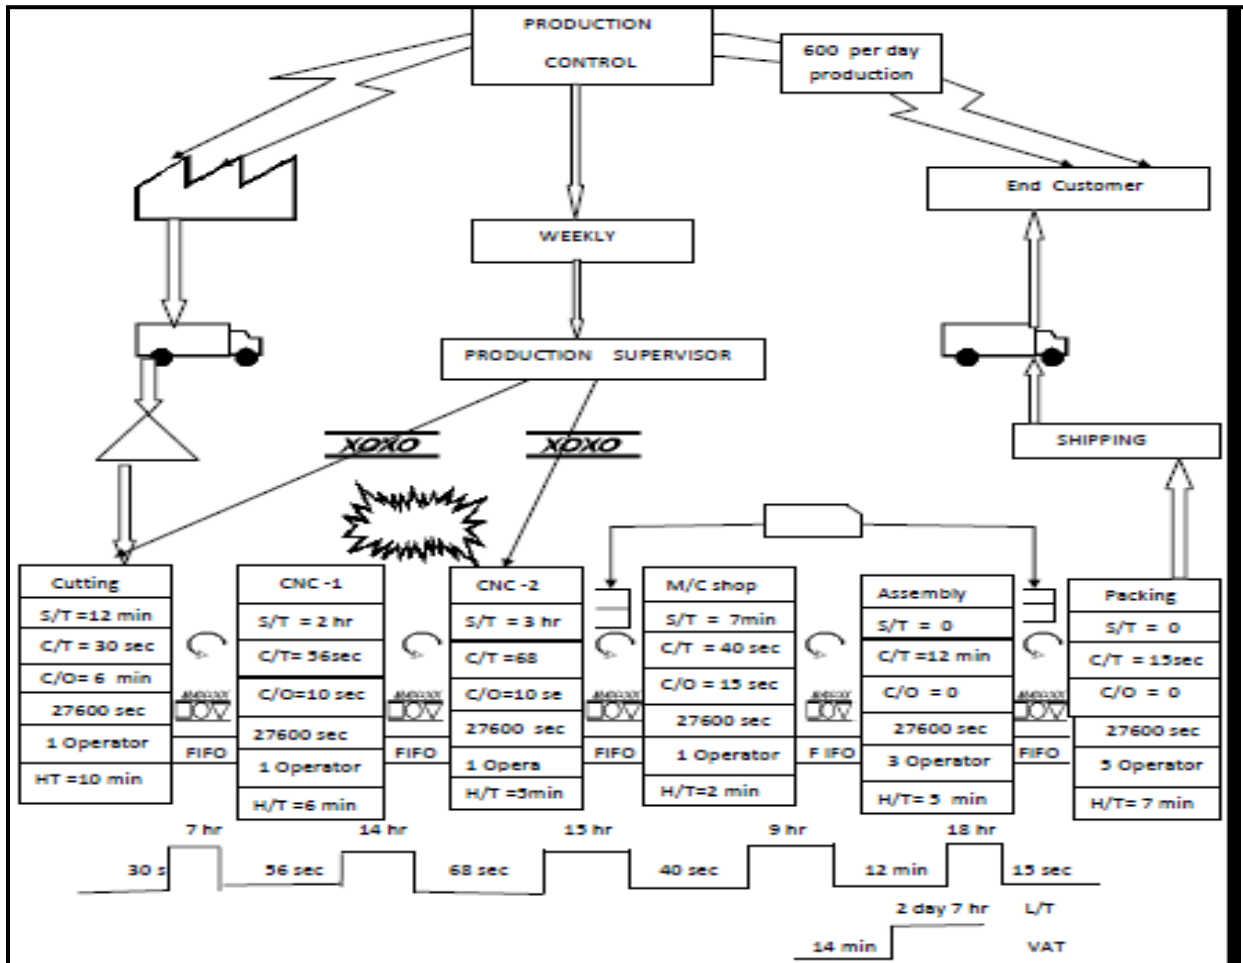 PRODUCTION
CONTROL
600 per day
production
End Customer
WEEKLY
PRODUCTION SUPERVISOR
XOXO
XOXO
SHIPPING
Cutting
S/T =12 min
C/T = 30 sec
C/O= 6 min
27600 sec
1 Operator
HT =10 min
FIFO
CNC -1
S/T = 2 hr
C/T= 56sec
C/O=10 sec
27600 sec
1 Operator
H/T =6 min
FIFO
CNC -2
S/T = 3 hr
C/T =68
C/O=10 se
27600 sec
1 Opera
H/T =5min
FIFO
M/C shop
S/T = 7min
C/T = 40 sec
C/O = 15 sec
27600 sec
1 Operator
H/T=2 min
F IFO
Assembly
S/T = 0
C/T =12 min
C/O = 0
27600 sec
3 Operator
H/T= 5 min
FIFO
Packing
S/T = 0
C/T = 15sec
C/O = 0
27600 sec
5 Operator
H/T= 7 min
7 hr 14 hr 15 hr 9 hr 18 hr
30 s 56 sec 68 sec 40 sec 12 min 15 sec
2 day 7 hr L/T
14 min VAT